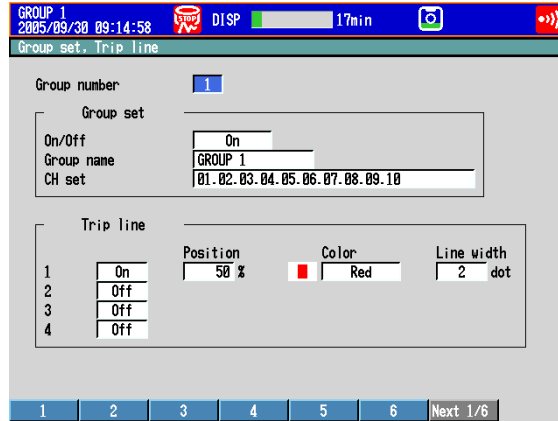 GROUP 1
2005/09/30 09:14:58
STOP
DISP
17min
Group set, Trip line
Group number 1
Group set
On/Off On
Group name GROUP 1
CH set 01.02.03.04.05.06.07.08.09.10
Trip line
Position Color Line width
1 On 50 % Red 2 dot
2 Off
3 Off
4 Off
1 2 3 4 5 6 Next 1/6